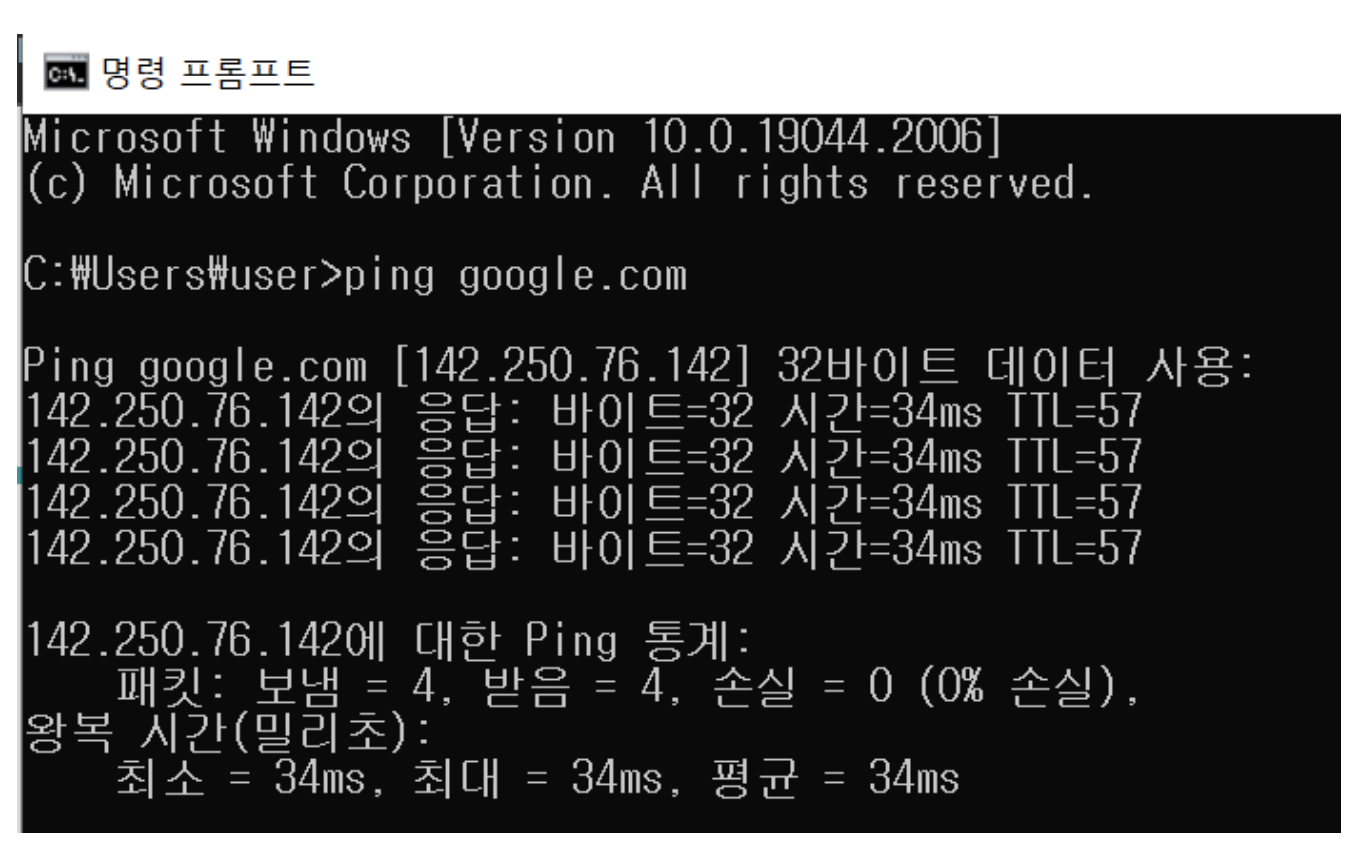 명령 프롬프트
Microsoft Windows [Version 10.0.19044.2006]
(c) Microsoft Corporation. All rights reserved.
C:₩Users₩user>ping google.com
Ping google.com [142.250.76.142] 32바이트 데이터 사용:
142.250.76.142의 응답: 바이트=32 시간=34ms TTL=57
142.250.76.142의 응답: 바이트=32 시간=34ms TTL=57
142.250.76.142의 응답: 바이트=32 시간=34ms TTL=57
142.250.76.142의 응답: 바이트=32 시간=34ms TTL=57
142.250.76.142에 대한 Ping 통계:
패킷: 보냄 = 4, 받음 = 4, 손실 = 0 (0% 손실),
왕복 시간(밀리초):
최소 = 34ms, 최대 = 34ms, 평균 = 34ms